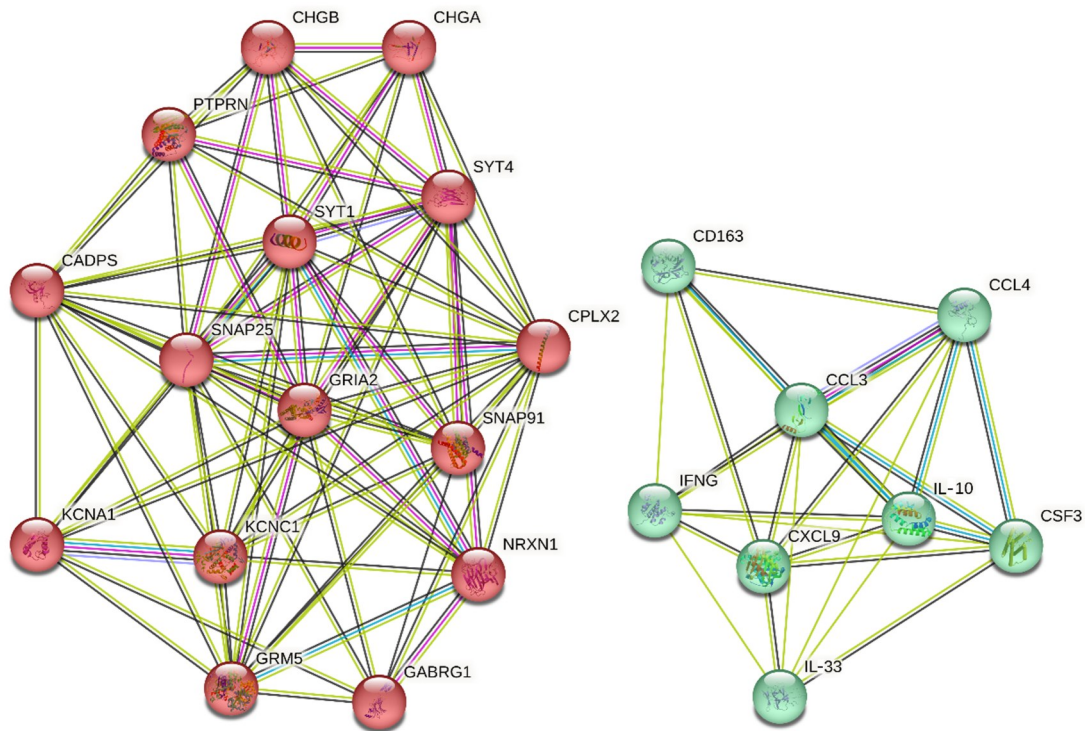 CHGB
CHGA
PTPRN
SYT4
SYT1
CADPS
SNAP25
CPLX2
GRIA2
SNAP91
KCNA1
KCNC1
NRXN1
GRM5
GABRG1
CD163
CCL4
CCL3
IFNG
IL-10
CXCL9
CSF3
IL-33